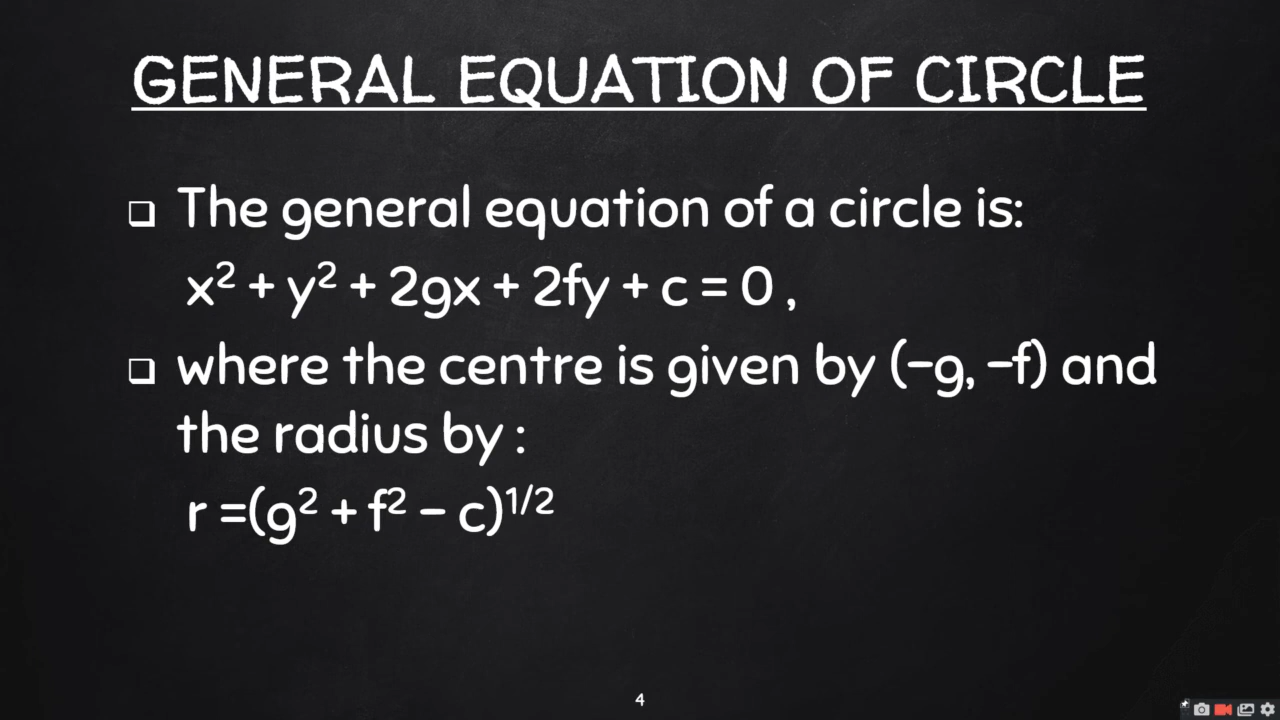 GENERAL EQUATION OF CIRCLE
❑ The general equation of a circle is:
x² + y² + 2gx + 2fy + c = 0 ,
❑ where the centre is given by (-g, -f) and
the radius by :
r =(g² + f² – c)¹/²
4